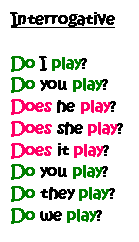 Interrogative
Do I play?
Do you play?
Does he play?
Does she play?
Does it play?
Do you play?
Do they play?
Do we play?